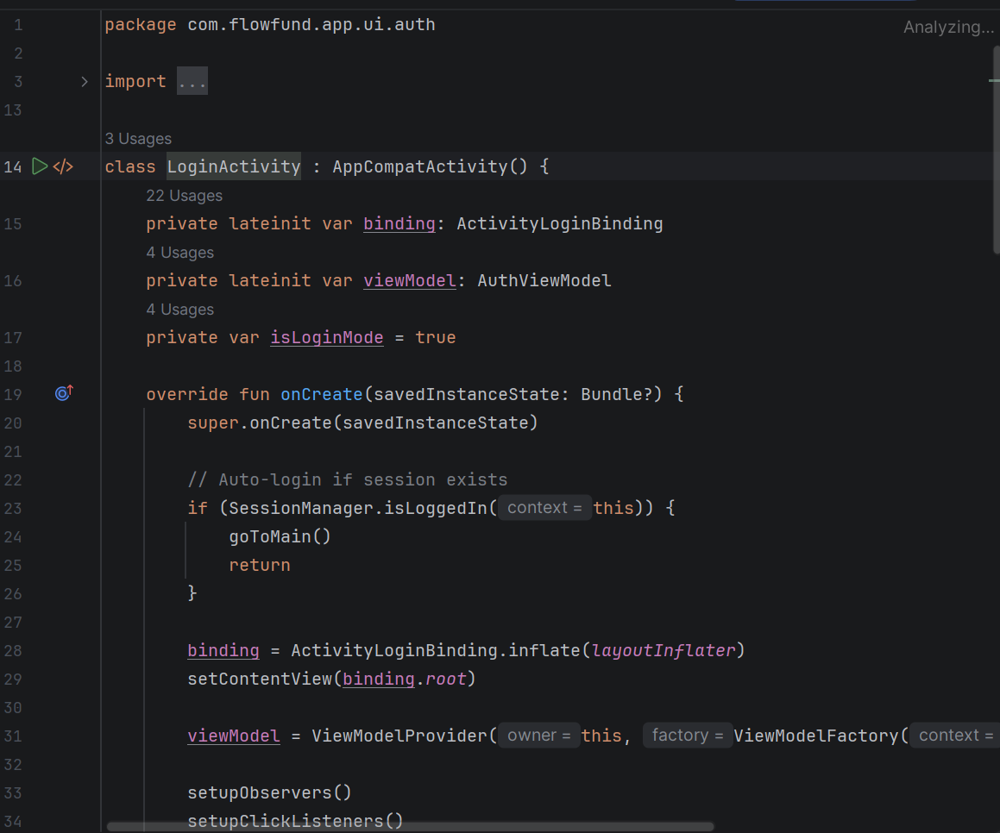 1 package com.flowfund.app.ui.auth
Analyzing...
2
3 import ...
13
3 Usages
14 class LoginActivity : AppCompatActivity() {
22 Usages
15 private lateinit var binding: ActivityLoginBinding
4 Usages
16 private lateinit var viewModel: AuthViewModel
4 Usages
17 private var isLoginMode = true
18
19 override fun onCreate(savedInstanceState: Bundle?) {
20 super.onCreate(savedInstanceState)
21
22 // Auto-login if session exists
23 if (SessionManager.isLoggedIn( context = this)) {
24 goToMain()
25 return
26 }
27
28 binding = ActivityLoginBinding.inflate(layoutInflater)
29 setContentView(binding.root)
30
31 viewModel = ViewModelProvider( owner = this, factory = ViewModelFactory( context =
32
33 setupObservers()
34 setupClickListeners()